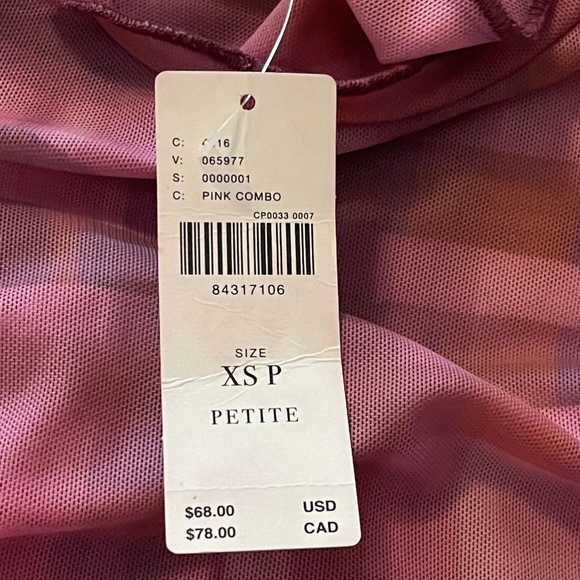 C:
V: 065977
S: 0000001
C: PINK COMBO
CP0033 0007
84317106
SIZE
XS P
PETITE
$68.00 USD
$78.00 CAD